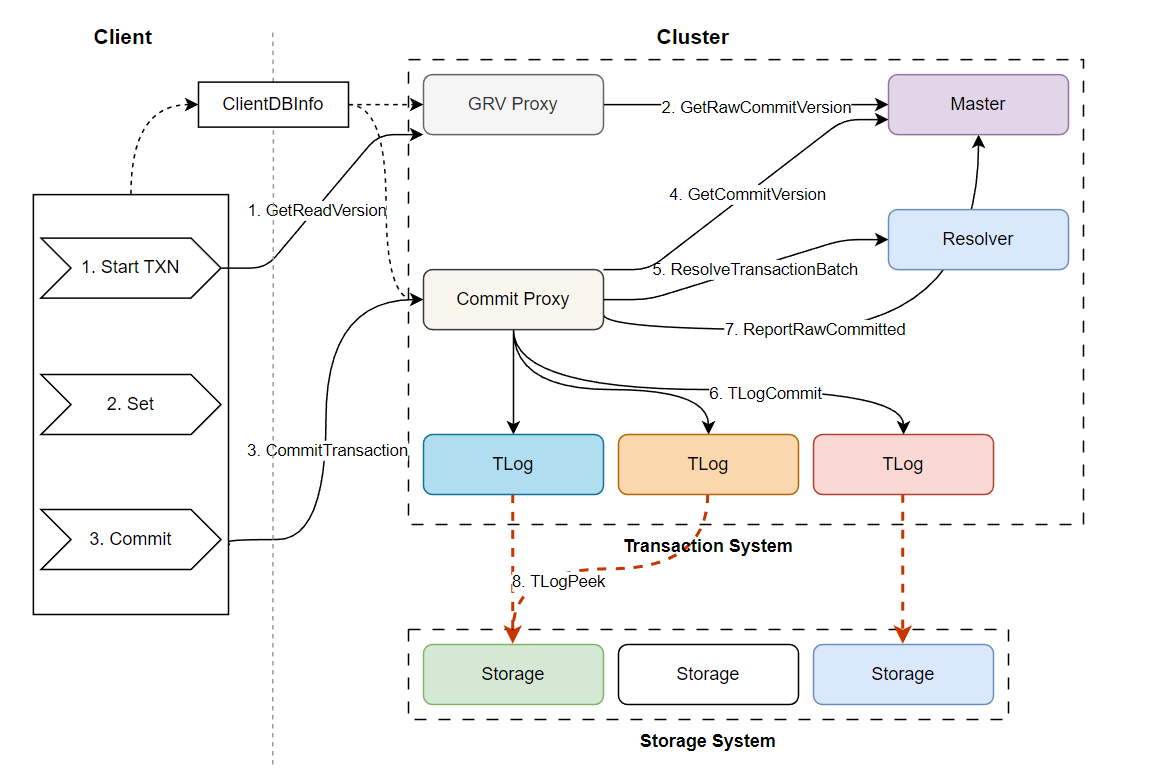 Client
Cluster
ClientDBInfo
GRV Proxy
2. GetRawCommitVersion
Master
4. GetCommitVersion
1. GetReadVersion
Resolver
1. Start TXN
5. ResolveTransactionBatch
Commit Proxy
7. ReportRawCommitted
6. TLogCommit
2. Set
3. CommitTransaction
TLog
TLog
TLog
3. Commit
Transaction System
8. TLogPeek
Storage
Storage
Storage
Storage System